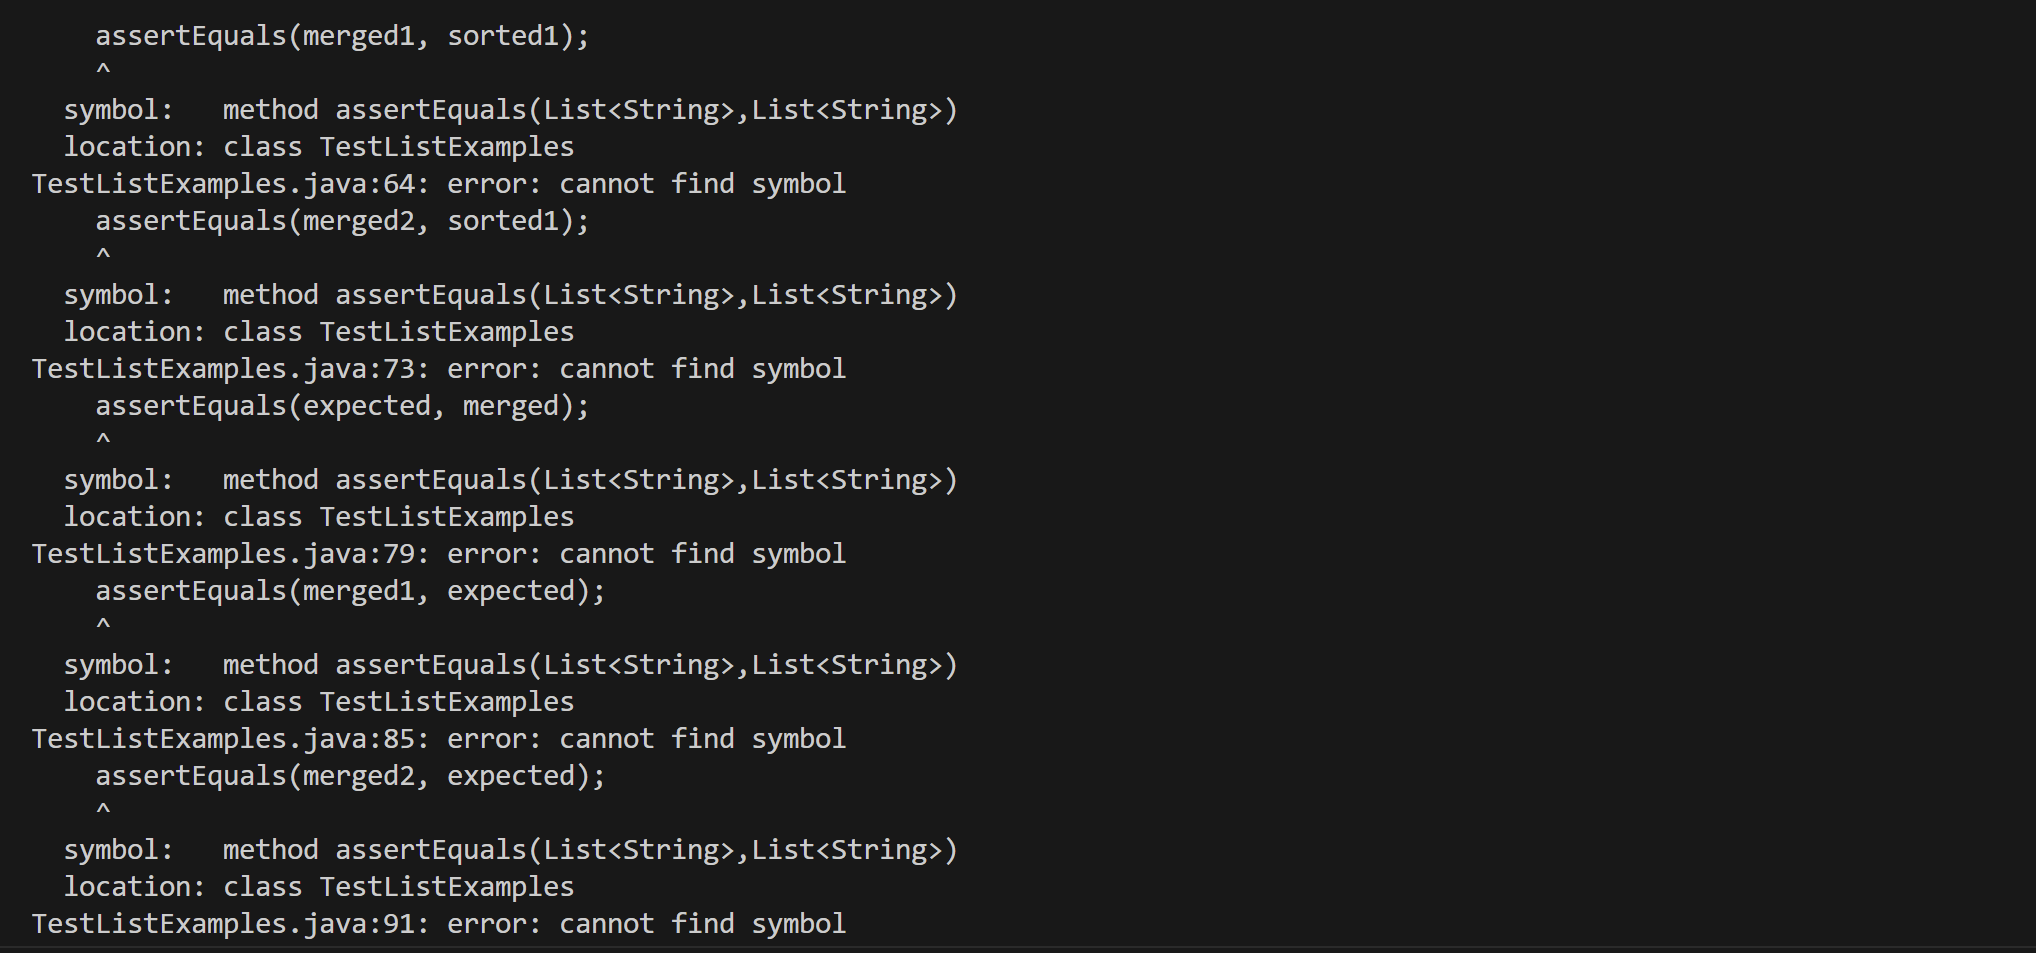 assertEquals(merged1, sorted1);
    ^
  symbol:   method assertEquals(List<String>,List<String>)
  location: class TestListExamples
TestListExamples.java:64: error: cannot find symbol
    assertEquals(merged2, sorted1);
    ^
  symbol:   method assertEquals(List<String>,List<String>)
  location: class TestListExamples
TestListExamples.java:73: error: cannot find symbol
    assertEquals(expected, merged);
    ^
  symbol:   method assertEquals(List<String>,List<String>)
  location: class TestListExamples
TestListExamples.java:79: error: cannot find symbol
    assertEquals(merged1, expected);
    ^
  symbol:   method assertEquals(List<String>,List<String>)
  location: class TestListExamples
TestListExamples.java:85: error: cannot find symbol
    assertEquals(merged2, expected);
    ^
  symbol:   method assertEquals(List<String>,List<String>)
  location: class TestListExamples
TestListExamples.java:91: error: cannot find symbol